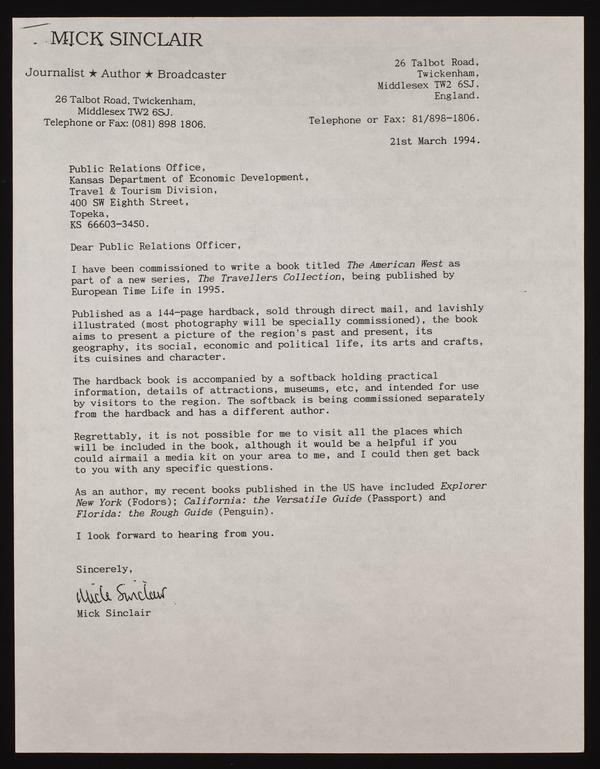 MICK SINCLAIR
Journalist ★ Author ★ Broadcaster
26 Talbot Road, Twickenham,
Middlesex TW2 6SJ.
Telephone or Fax: (081) 898 1806.
26 Talbot Road,
Twickenham,
Middlesex TW2 6SJ.
England.
Telephone or Fax: 81/898-1806.
21st March 1994.
Public Relations Office,
Kansas Department of Economic Development,
Travel & Tourism Division,
400 SW Eighth Street,
Topeka,
KS 66603-3450.
Dear Public Relations Officer,
I have been commissioned to write a book titled The American West as
part of a new series, The Travellers Collection, being published by
European Time Life in 1995.
Published as a 144-page hardback, sold through direct mail, and lavishly
illustrated (most photography will be specially commissioned), the book
aims to present a picture of the region's past and present, its
geography, its social, economic and political life, its arts and crafts,
its cuisines and character.
The hardback book is accompanied by a softback holding practical
information, details of attractions, museums, etc, and intended for use
by visitors to the region. The softback is being commissioned separately
from the hardback and has a different author.
Regrettably, it is not possible for me to visit all the places which
will be included in the book, although it would be a helpful if you
could airmail a media kit on your area to me, and I could then get back
to you with any specific questions.
As an author, my recent books published in the US have included Explorer
New York (Fodors); California: the Versatile Guide (Passport) and
Florida: the Rough Guide (Penguin).
I look forward to hearing from you.
Sincerely,
Mick Sinclair
Mick Sinclair